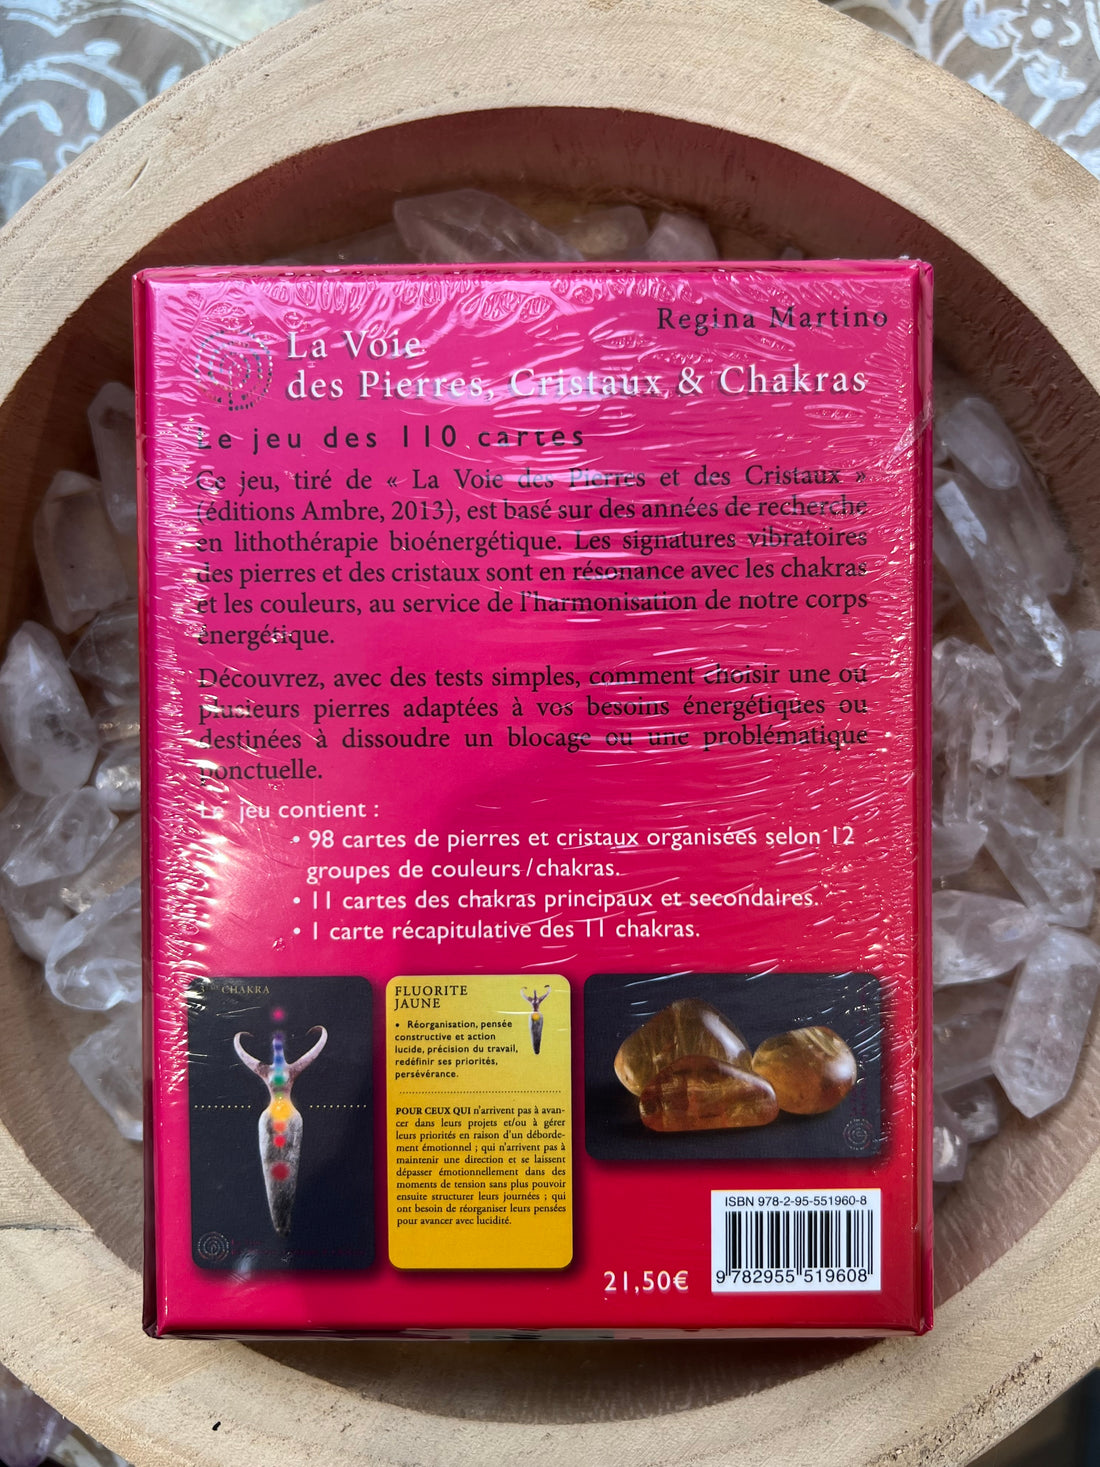 Regina Martino
La Voie
des Pierres, Cristaux & Chakras
Le jeu des 110 cartes
Ce jeu, tiré de « La Voie des Pierres et des Cristaux »
(éditions Ambre, 2013), est basé sur des années de recherche
en lithothérapie bioénergétique. Les signatures vibratoires
des pierres et des cristaux sont en résonance avec les chakras
et les couleurs, au service de l'harmonisation de notre corps
énergétique.
Découvrez, avec des tests simples, comment choisir une ou
plusieurs pierres adaptées à vos besoins énergétiques ou
destinées à dissoudre un blocage ou une problématique
ponctuelle.
Le jeu contient :
• 98 cartes de pierres et cristaux organisées selon 12
groupes de couleurs / chakras.
• 11 cartes des chakras principaux et secondaires.
• 1 carte récapitulative des 11 chakras.
CHAKRA
FLUORITE
JAUNE
• Réorganisation, pensée
constructive et action
lucide, précision du travail,
redéfinir ses priorités,
persévérance.
POUR CEUX QUI n'arrivent pas à avan-
cer dans leurs projets et/ou à gérer
leurs priorités en raison d'un déborde-
ment émotionnel ; qui n'arrivent pas à
maintenir une direction et se laissent
dépasser émotionnellement dans des
moments de tension sans plus pouvoir
ensuite structurer leurs journées ; qui
ont besoin de réorganiser leurs pensées
pour avancer avec lucidité.
21,50€
ISBN 978-2-95-551960-8
9 782955 519608